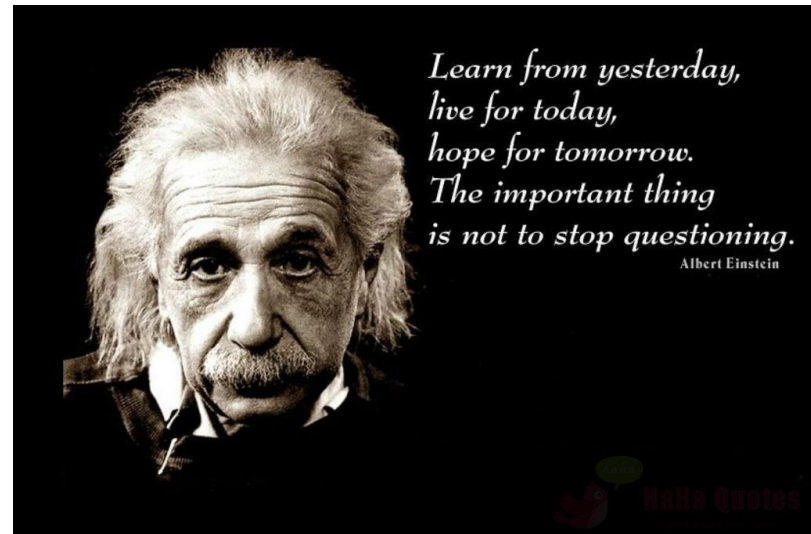 Learn from yesterday,
live for today,
hope for tomorrow.
The important thing
is not to stop questioning.
Albert Einstein
HaHa Quotes